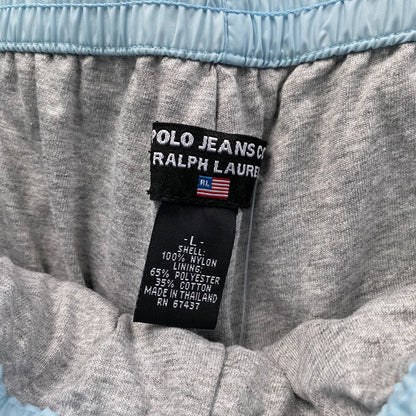 POLO JEANS CO
RALPH LAUREN
RL
- L -
SHELL:
100% NYLON
LINING:
65% POLYESTER
35% COTTON
MADE IN THAILAND
RN 67437